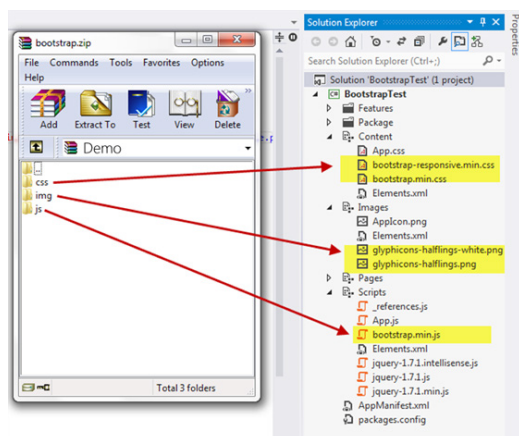 bootstrap.zip
File Commands Tools Favorites Options
Help
Add Extract To Test View Delete
Demo
..
css
img
js
Total 3 folders
Solution Explorer
Search Solution Explorer (Ctrl+;)
Solution 'BootstrapTest' (1 project)
BootstrapTest
Features
Package
Content
App.css
bootstrap-responsive.min.css
bootstrap.min.css
Elements.xml
Images
AppIcon.png
Elements.xml
glyphicons-halflings-white.png
glyphicons-halflings.png
Pages
Scripts
_references.js
App.js
bootstrap.min.js
Elements.xml
jquery-1.7.1.intellisense.js
jquery-1.7.1.js
jquery-1.7.1.min.js
AppManifest.xml
packages.config
Properties